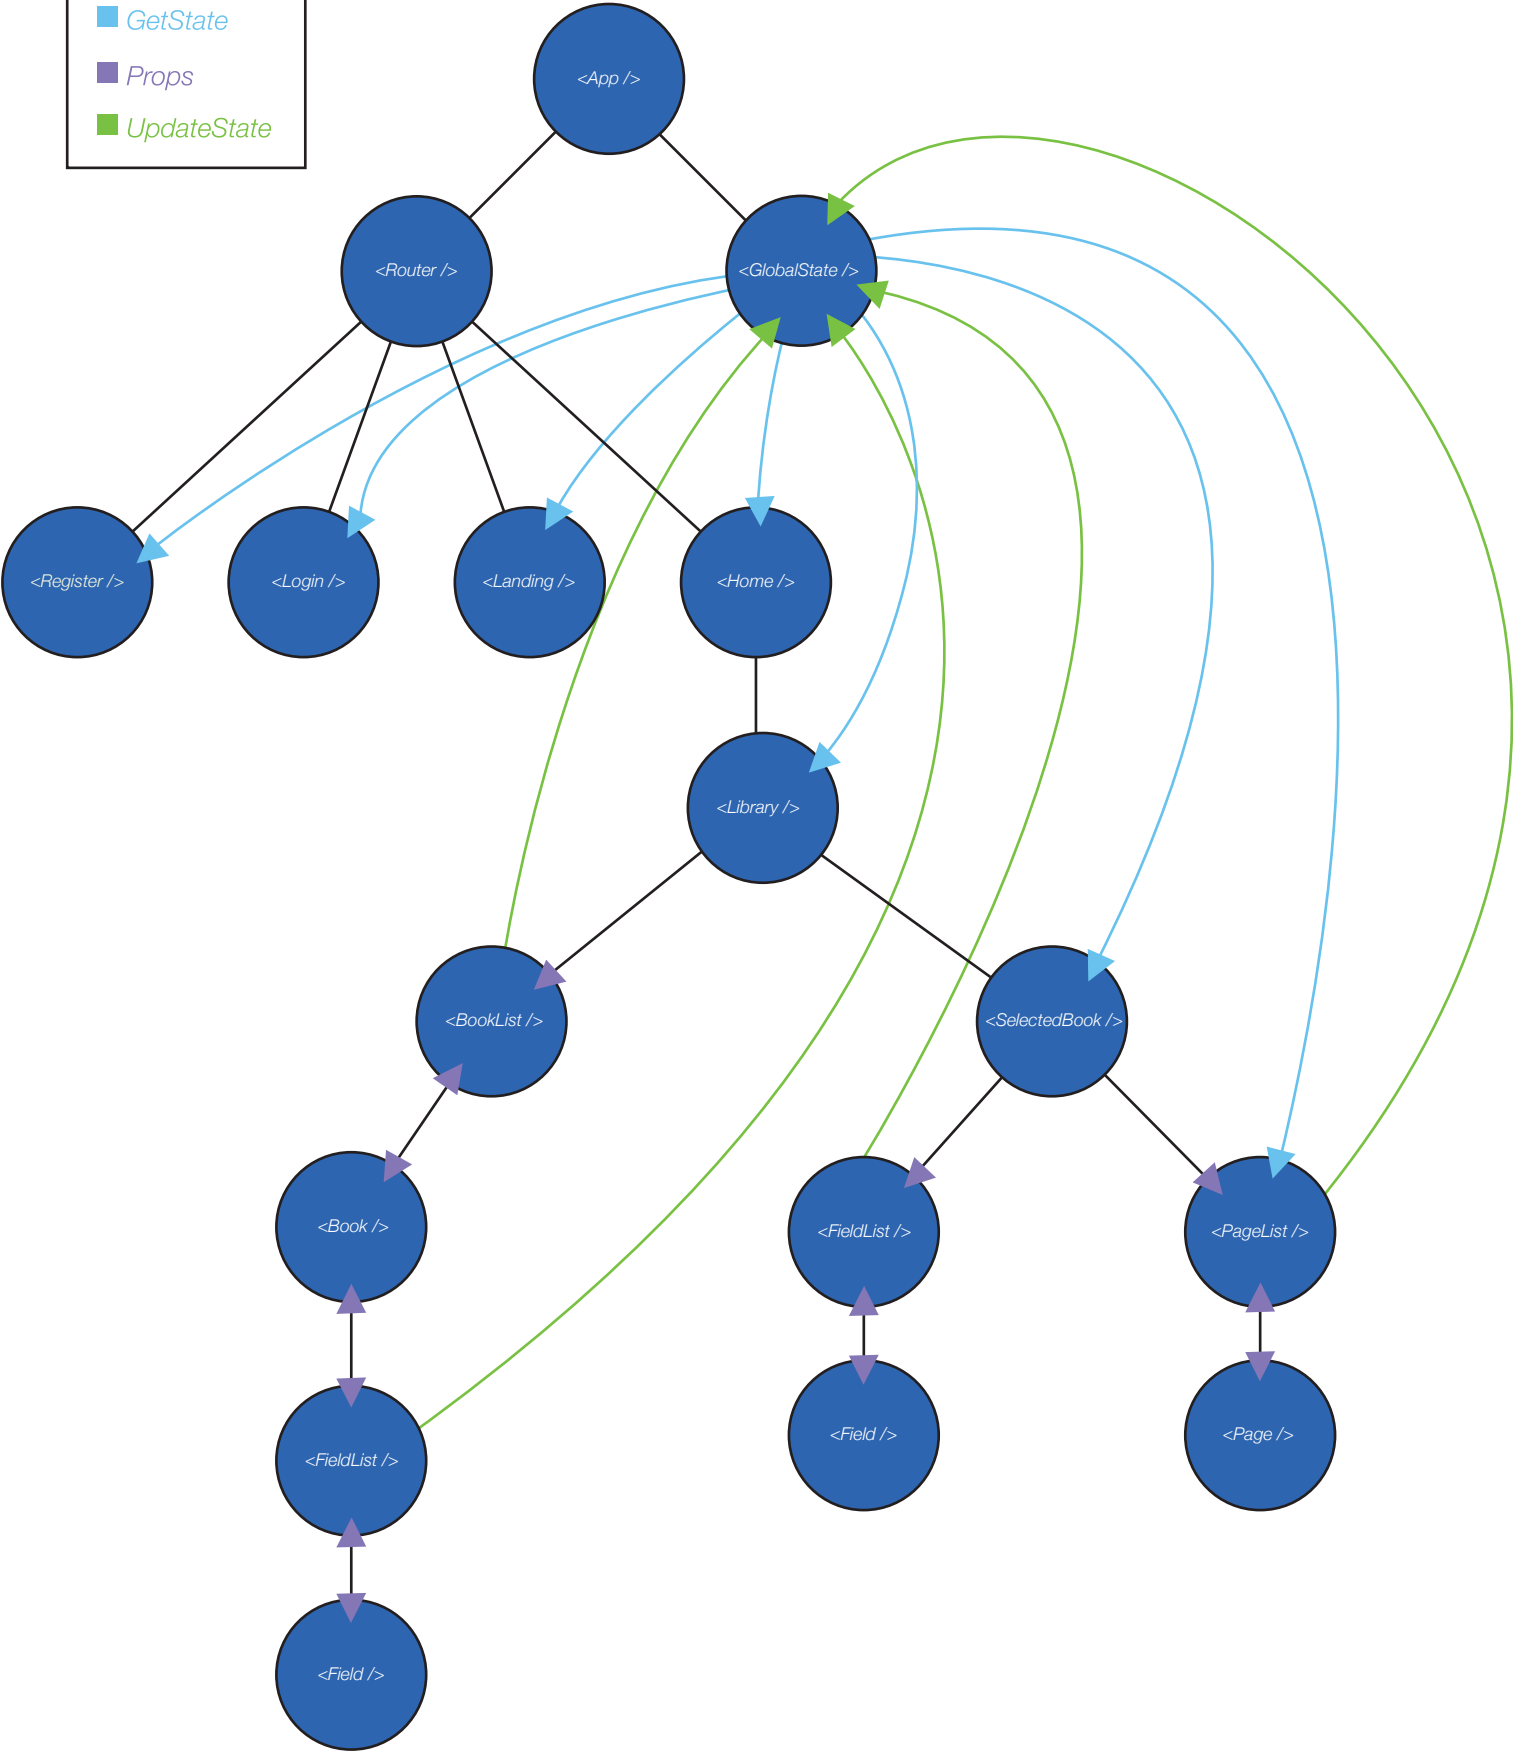 GetState
Props
UpdateState
<App />
<Router />
<GlobalState />
<Register />
<Login />
<Landing />
<Home />
<Library />
<BookList />
<SelectedBook />
<Book />
<FieldList />
<PageList />
<FieldList />
<Field />
<Page />
<Field />